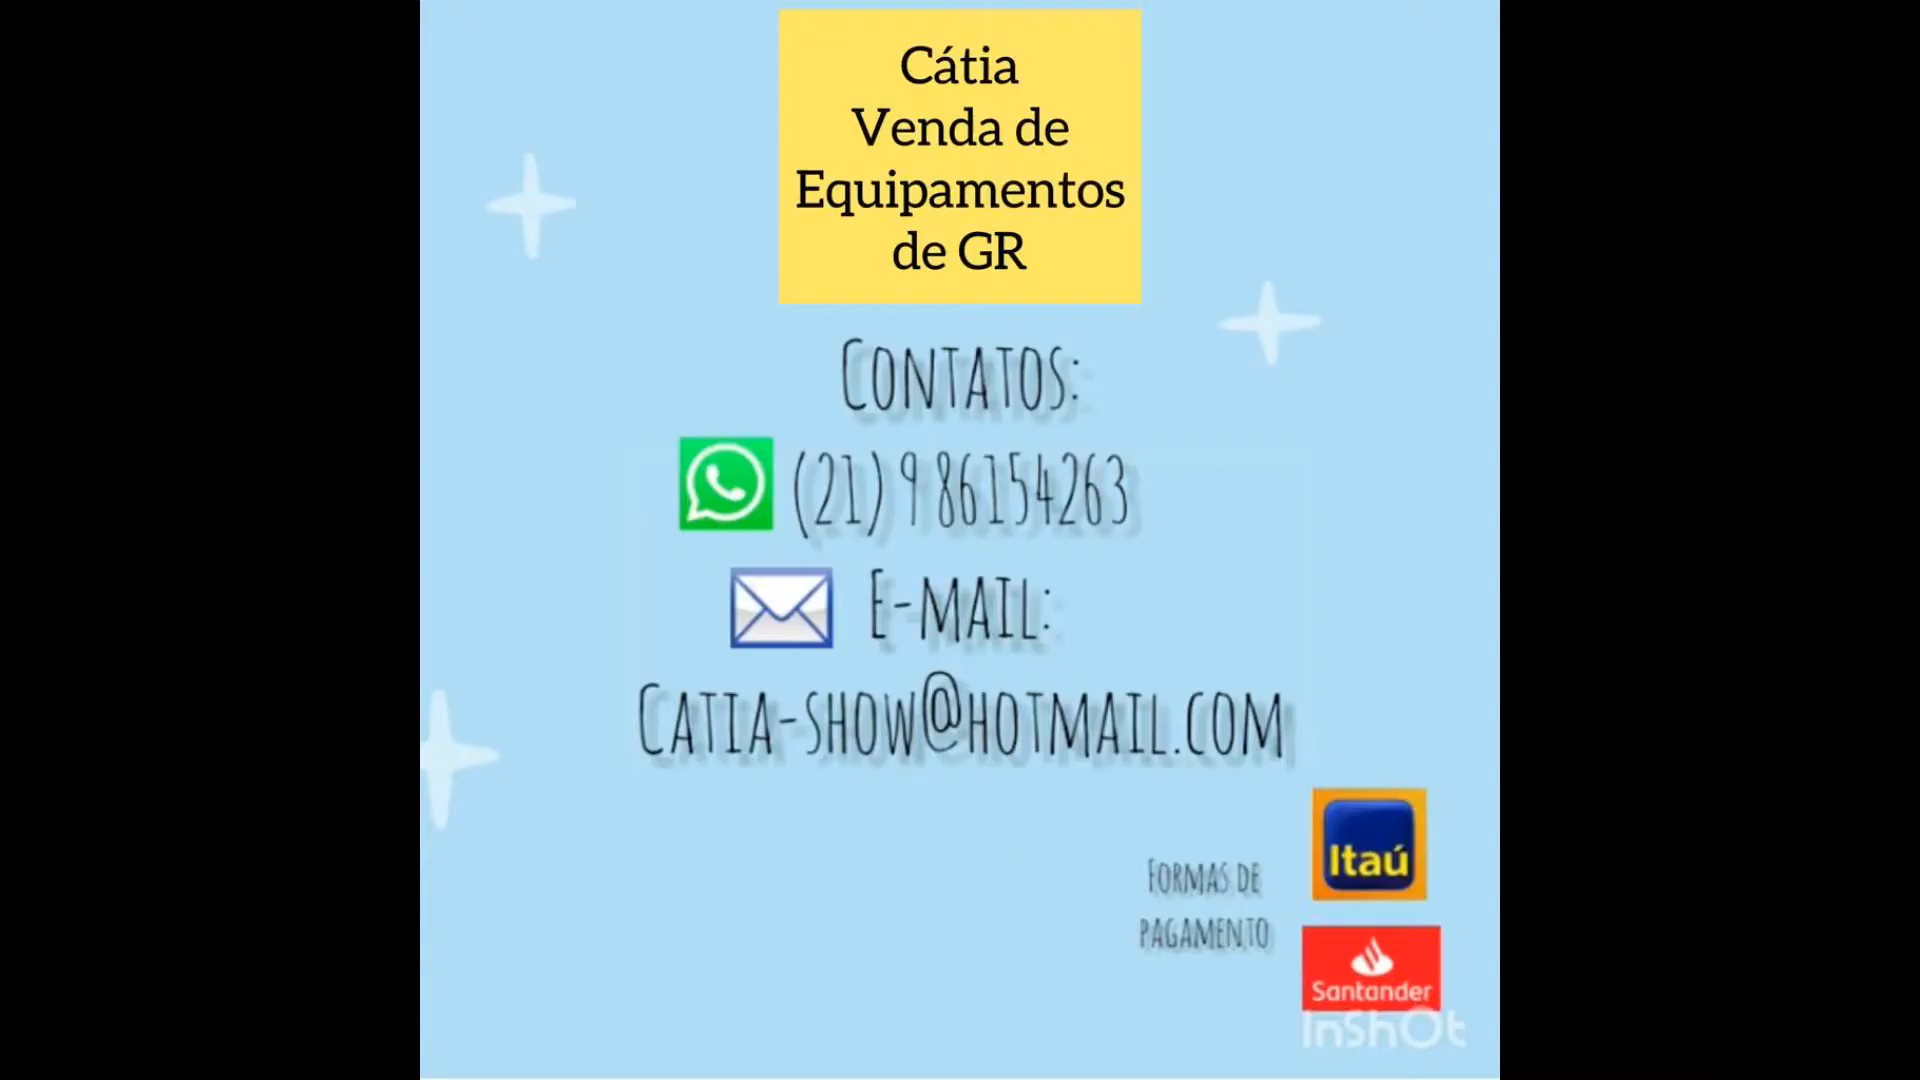 Cátia
Venda de
Equipamentos
de GR
Contatos:
(21) 9 86154263
E-mail:
Catia-show@hotmail.com
Formas de
pagamento
Itaú
Santander
InShOt